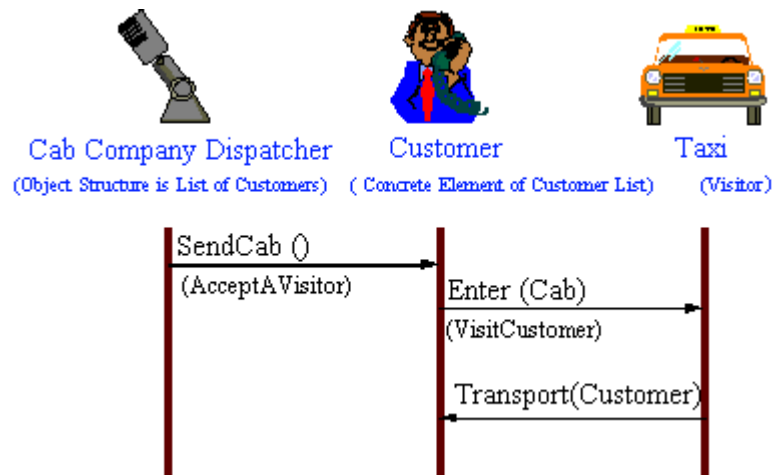 Cab Company Dispatcher
Customer
Taxi
(Object Structure is List of Customers)
( Concrete Element of Customer List)
(Visitor)
SendCab ()
(AcceptAVisitor)
Enter (Cab)
(VisitCustomer)
Transport(Customer)